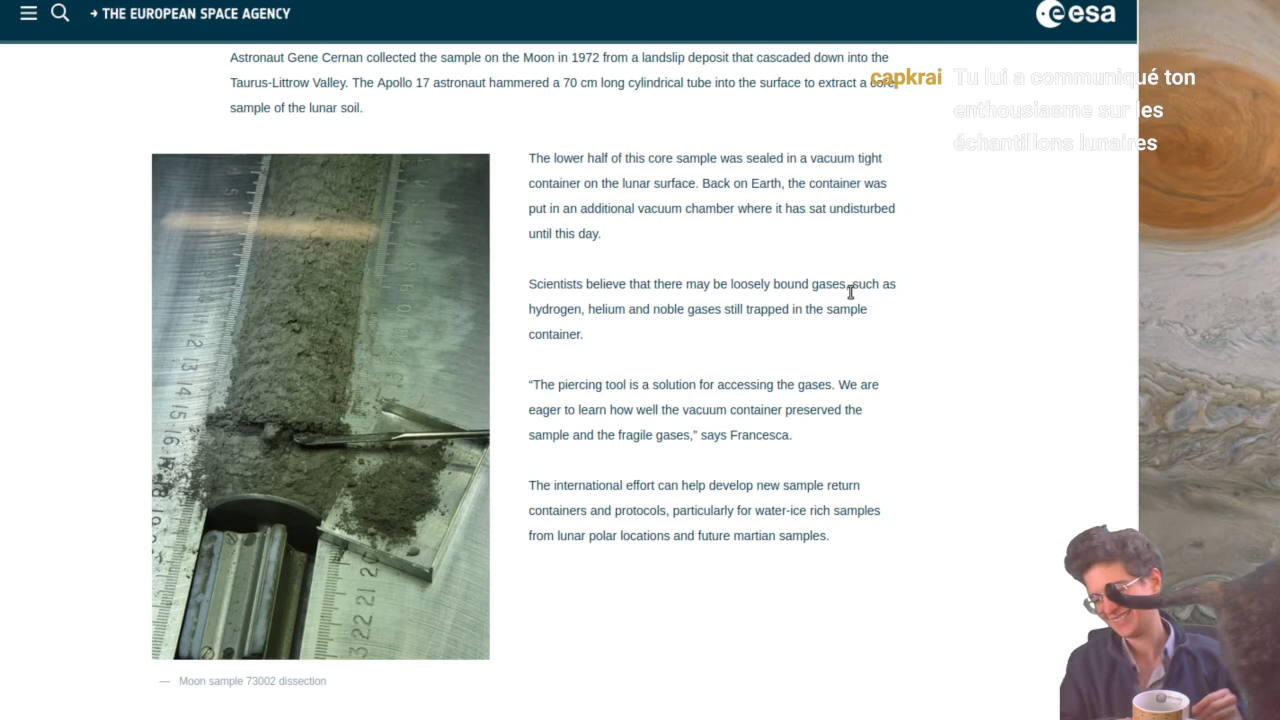 → THE EUROPEAN SPACE AGENCY
esa
Astronaut Gene Cernan collected the sample on the Moon in 1972 from a landslip deposit that cascaded down into the
Taurus-Littrow Valley. The Apollo 17 astronaut hammered a 70 cm long cylindrical tube into the surface to extract a core
sample of the lunar soil.
capkrai Tu lui a communiqué ton
enthousiasme sur les
échantillons lunaires
The lower half of this core sample was sealed in a vacuum tight
container on the lunar surface. Back on Earth, the container was
put in an additional vacuum chamber where it has sat undisturbed
until this day.
Scientists believe that there may be loosely bound gases, such as
hydrogen, helium and noble gases still trapped in the sample
container.
“The piercing tool is a solution for accessing the gases. We are
eager to learn how well the vacuum container preserved the
sample and the fragile gases,” says Francesca.
The international effort can help develop new sample return
containers and protocols, particularly for water-ice rich samples
from lunar polar locations and future martian samples.
12
13
14
15
16
22 21 20
— Moon sample 73002 dissection